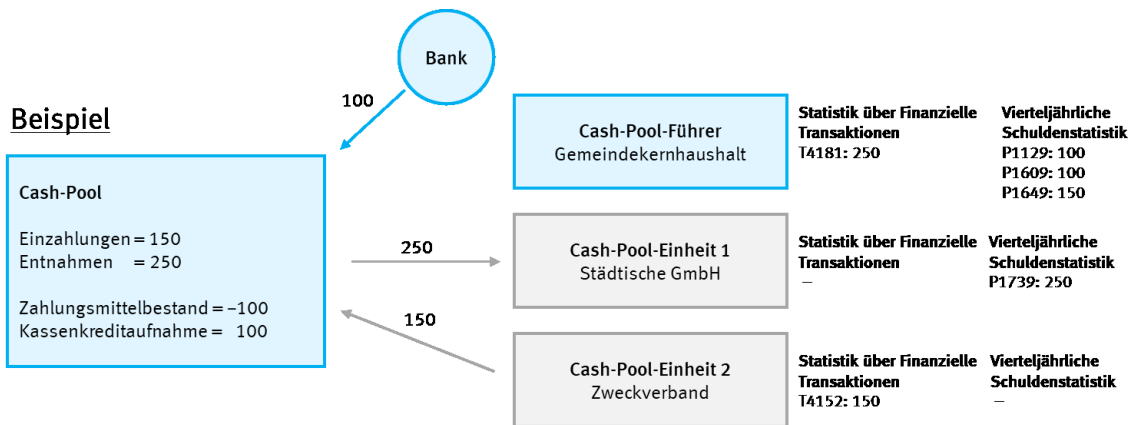 Bank
100
Beispiel
Cash-Pool
Einzahlungen = 150
Entnahmen = 250
Zahlungsmittelbestand = –100
Kassenkreditaufnahme = 100
250
150
Cash-Pool-Führer
Gemeindekernhaushalt
Statistik über Finanzielle
Transaktionen
T4181: 250
Vierteljährliche
Schuldenstatistik
P1129: 100
P1609: 100
P1649: 150
Cash-Pool-Einheit 1
Städtische GmbH
Statistik über Finanzielle
Transaktionen
–
Vierteljährliche
Schuldenstatistik
P1739: 250
Cash-Pool-Einheit 2
Zweckverband
Statistik über Finanzielle
Transaktionen
T4152: 150
Vierteljährliche
Schuldenstatistik
–